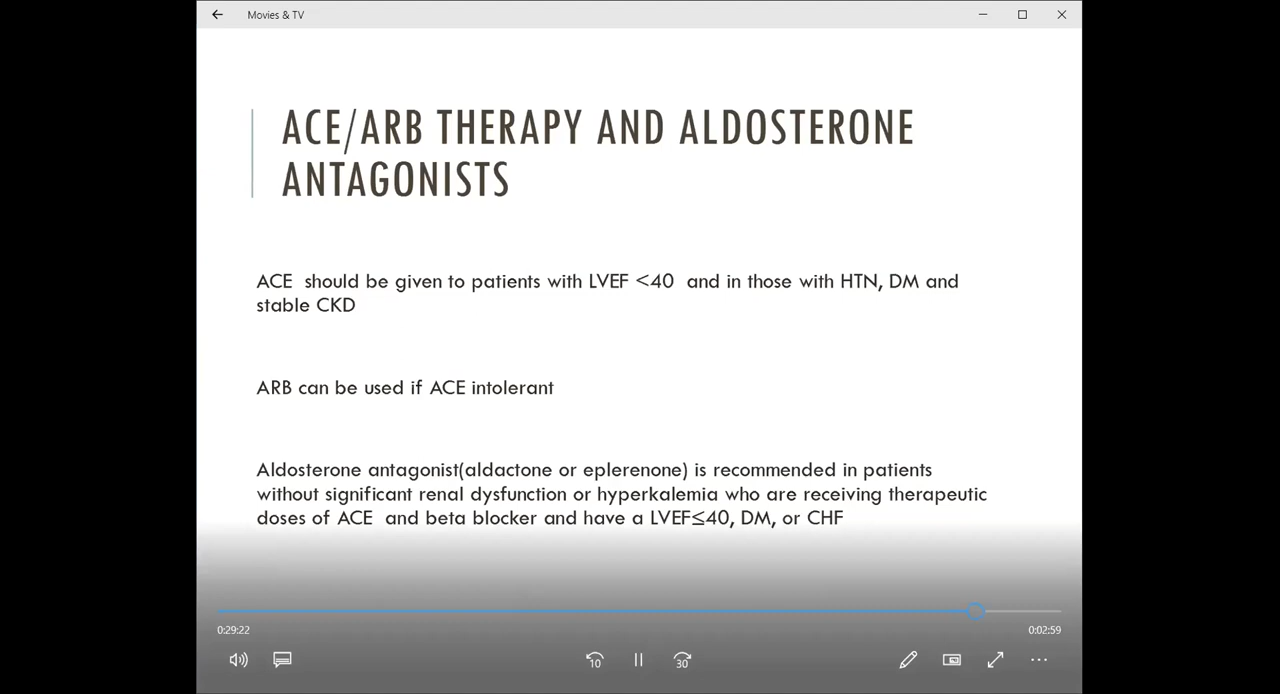 Movies & TV
ACE/ARB THERAPY AND ALDOSTERONE
ANTAGONISTS
ACE should be given to patients with LVEF <40 and in those with HTN, DM and
stable CKD
ARB can be used if ACE intolerant
Aldosterone antagonist(aldactone or eplerenone) is recommended in patients
without significant renal dysfunction or hyperkalemia who are receiving therapeutic
doses of ACE and beta blocker and have a LVEF≤40, DM, or CHF
0:29:22
0:02:59
10
30